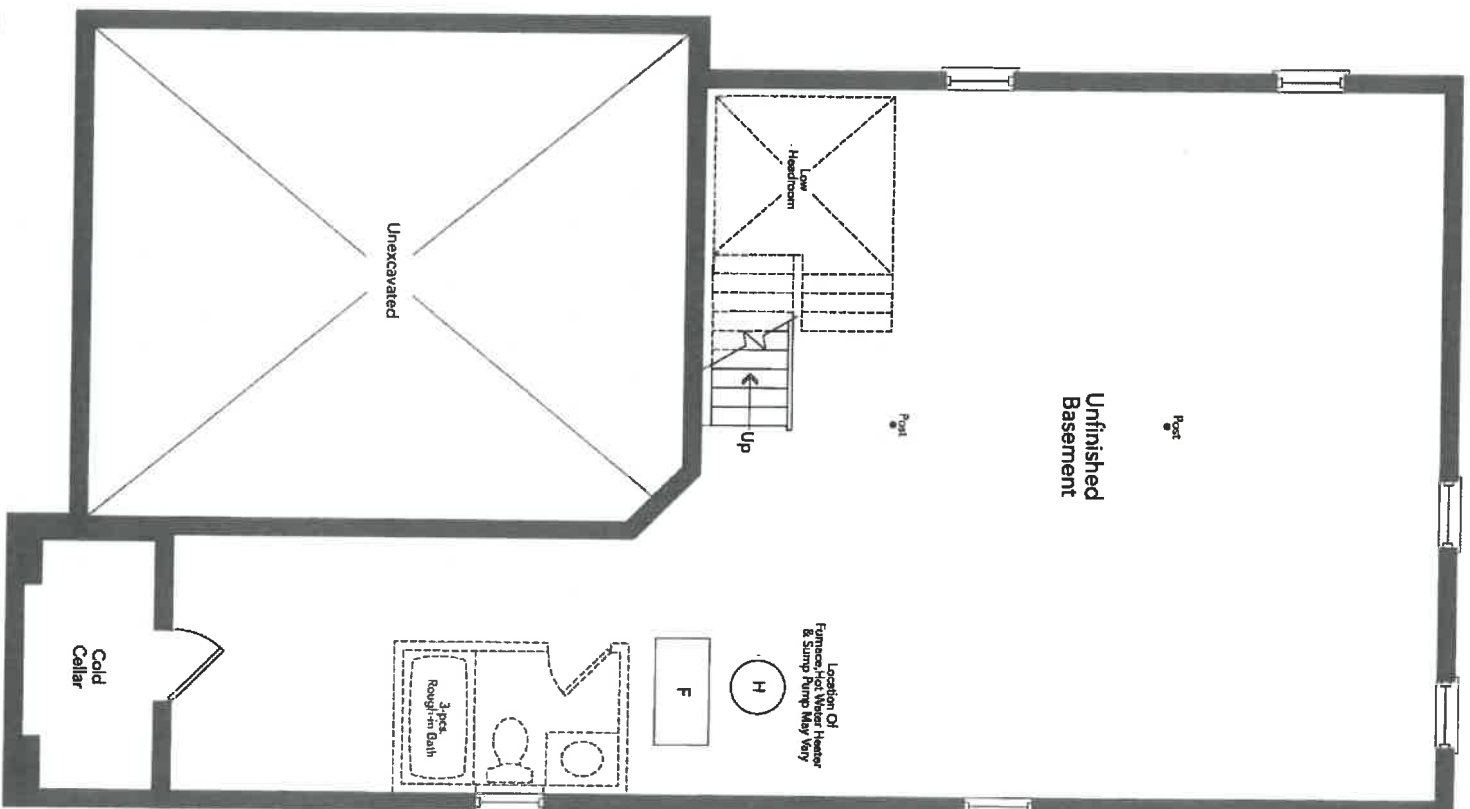 Unexcavated
Low
Headroom
Up
Post
Post
Unfinished
Basement
Location Of
Furnace,Hot Water Heater
& Sump Pump May Vary
H
F
3-pcs.
Rough-in Bath
Cold
Cellar